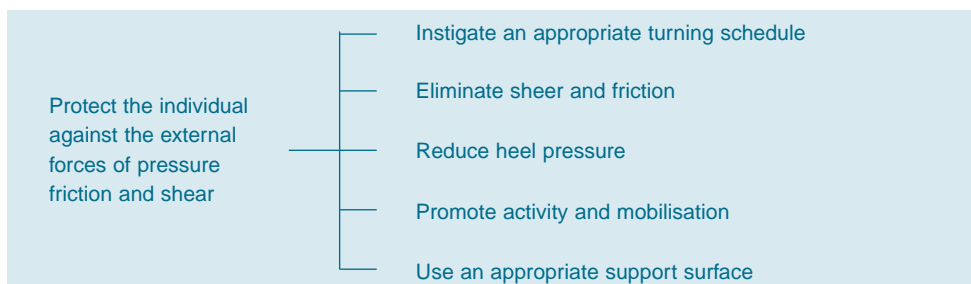 Protect the individual
against the external
forces of pressure
friction and shear
Instigate an appropriate turning schedule
Eliminate sheer and friction
Reduce heel pressure
Promote activity and mobilisation
Use an appropriate support surface